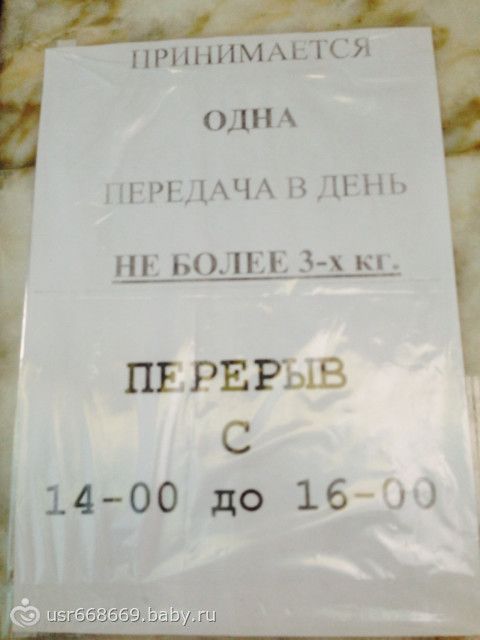 ПРИНИМАЕТСЯ
ОДНА
ПЕРЕДАЧА В ДЕНЬ
НЕ БОЛЕЕ 3-х кг.
ПЕРЕРЫВ
С
14-00 до 16-00
usr668669.baby.ru